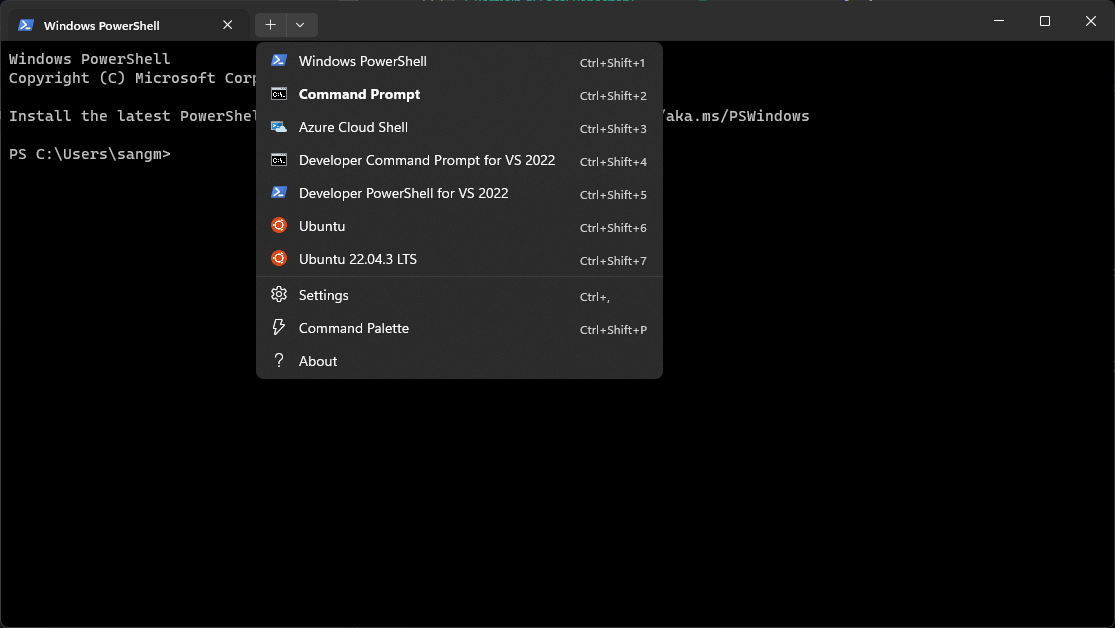 Windows PowerShell
Windows PowerShell
Copyright (C) Microsoft Corp
Install the latest PowerShel
/aka.ms/PSWindows
PS C:\Users\sangm>
Windows PowerShell Ctrl+Shift+1
Command Prompt Ctrl+Shift+2
Azure Cloud Shell Ctrl+Shift+3
Developer Command Prompt for VS 2022 Ctrl+Shift+4
Developer PowerShell for VS 2022 Ctrl+Shift+5
Ubuntu Ctrl+Shift+6
Ubuntu 22.04.3 LTS Ctrl+Shift+7
Settings Ctrl+,
Command Palette Ctrl+Shift+P
About